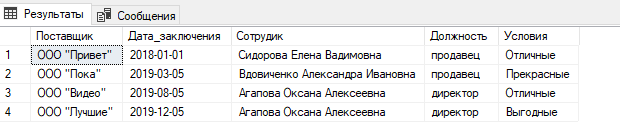 Результаты Сообщения
Поставщик Дата_заключения Сотрудик Должность Условия
1 ООО "Привет" 2018-01-01 Сидорова Елена Вадимовна продавец Отличные
2 ООО "Пока" 2019-03-05 Вдовиченко Александра Ивановна продавец Прекрасные
3 ООО "Видео" 2019-08-05 Агапова Оксана Алексеевна директор Отличные
4 ООО "Лучшие" 2019-12-05 Агапова Оксана Алексеевна директор Выгодные